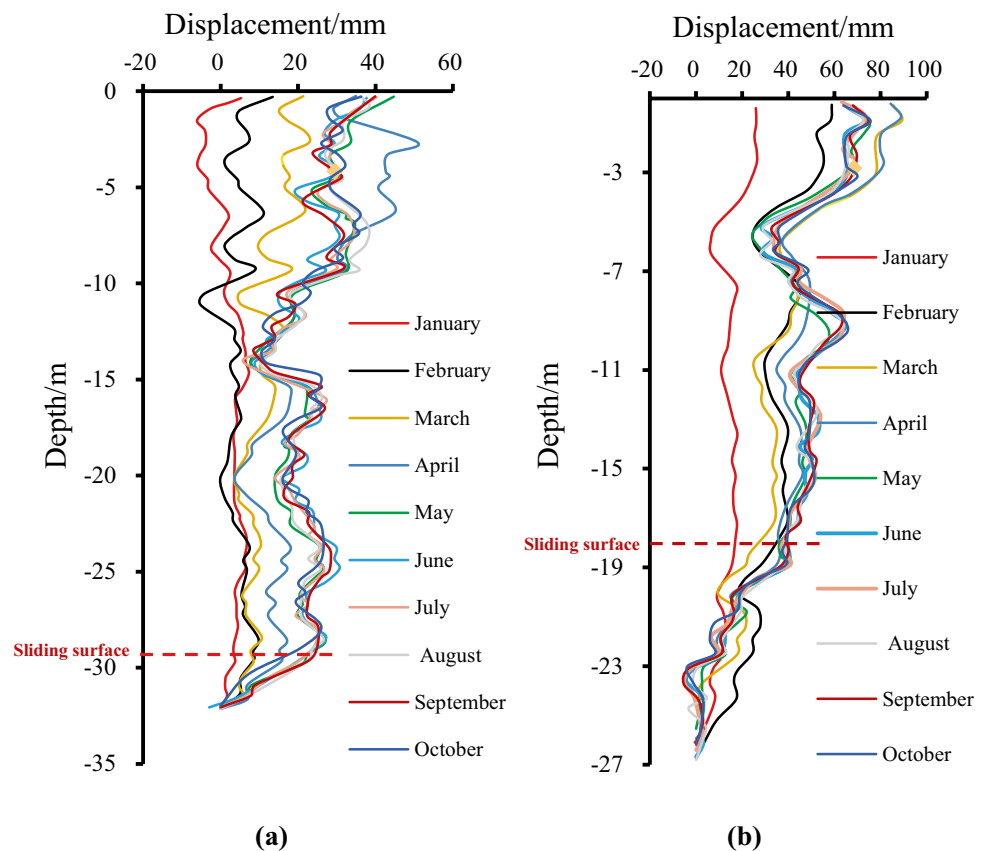 Displacement/mm
-20 0 20 40 60
0
-5
-10
-15
-20
-25
-30
-35
Depth/m
January
February
March
April
May
June
July
August
September
October
Sliding surface
(a)
Displacement/mm
-20 0 20 40 60 80 100
-3
-7
-11
-15
-19
-23
-27
Depth/m
January
February
March
April
May
June
July
August
September
October
Sliding surface
(b)